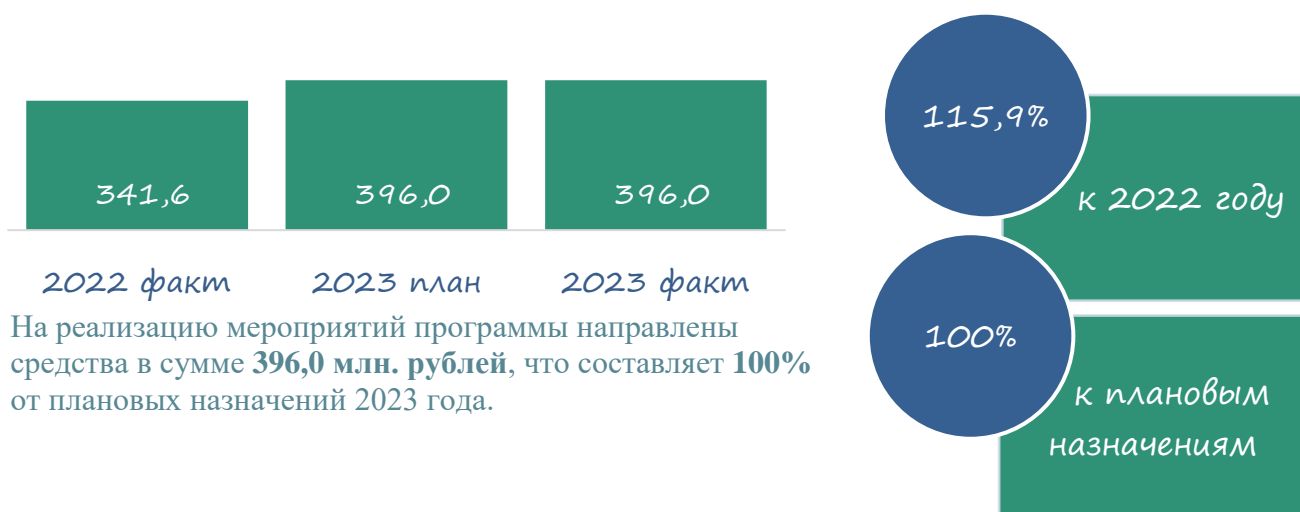 341,6
396,0
396,0
2022 факт
2023 план
2023 факт
На реализацию мероприятий программы направлены
средства в сумме 396,0 млн. рублей, что составляет 100%
от плановых назначений 2023 года.
115,9%
к 2022 году
100%
к плановым
назначениям